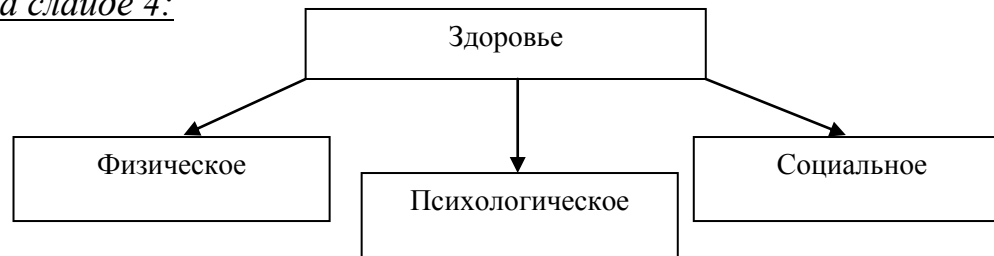 а слайде 4:
Здоровье
Физическое
Социальное
Психологическое